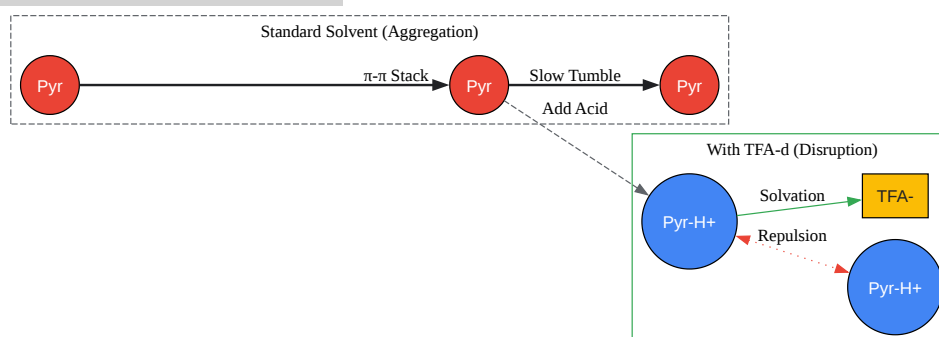 Standard Solvent (Aggregation)
Pyr
π-π Stack
Pyr
Slow Tumble
Pyr
Add Acid
With TFA-d (Disruption)
Pyr-H+
Solvation
TFA-
Repulsion
Pyr-H+